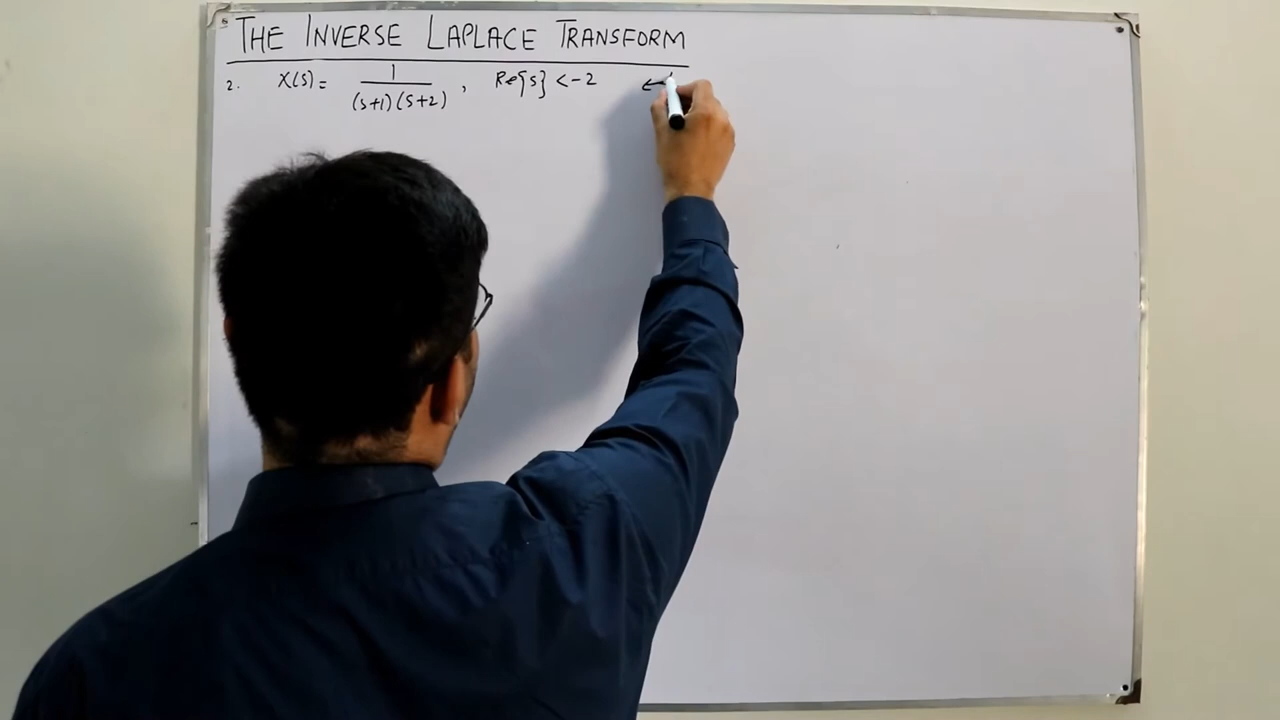 THE INVERSE LAPLACE TRANSFORM
2. X(s) = 1/(s+1)(s+2) , Re{s} < -2 ←